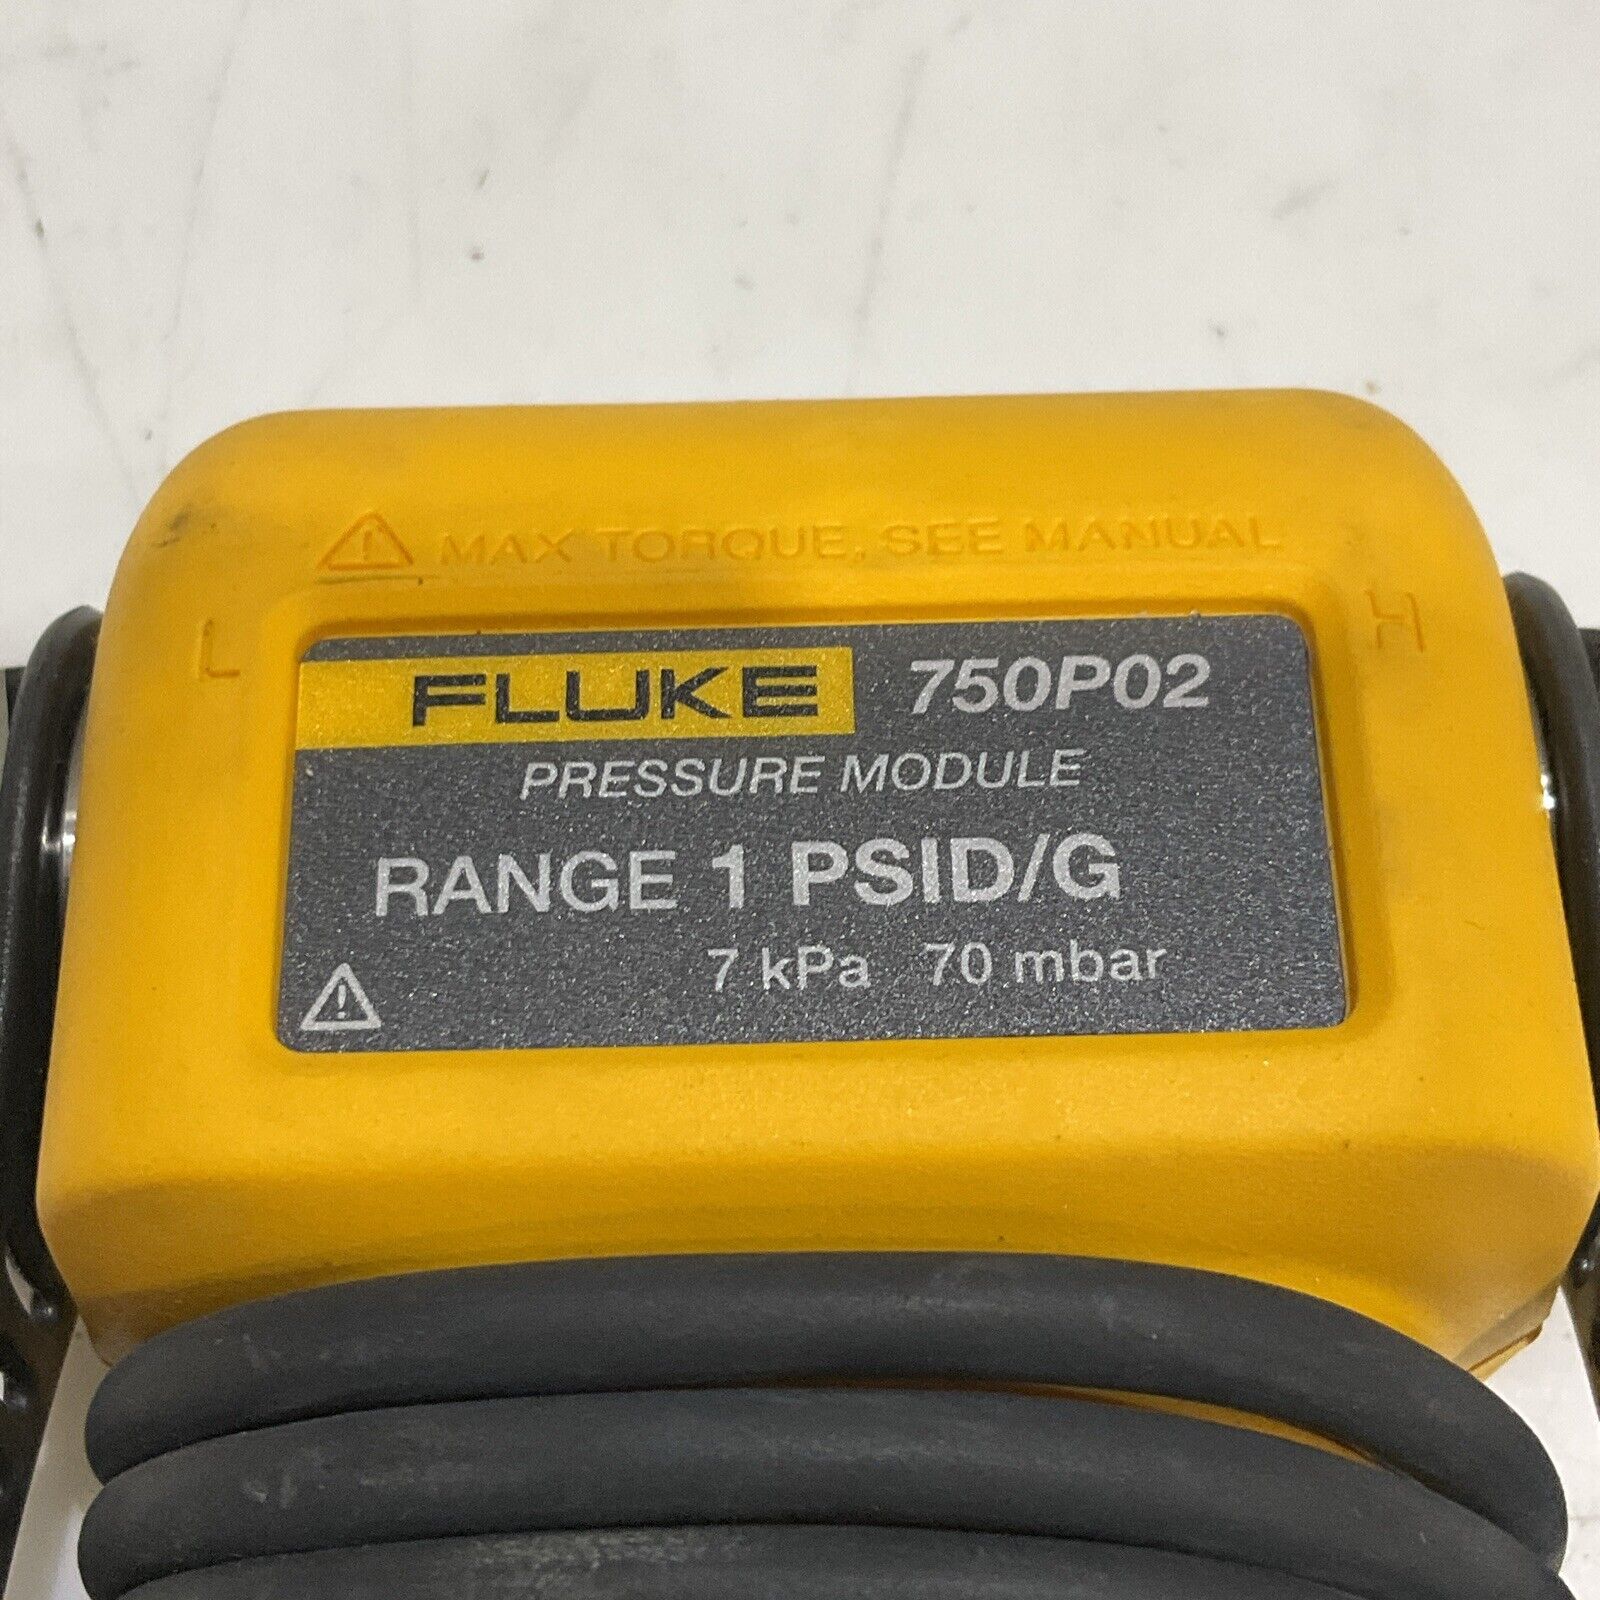 MAX TORQUE, SEE MANUAL
L H
FLUKE 750P02
PRESSURE MODULE
RANGE 1 PSID/G
7 kPa 70 mbar